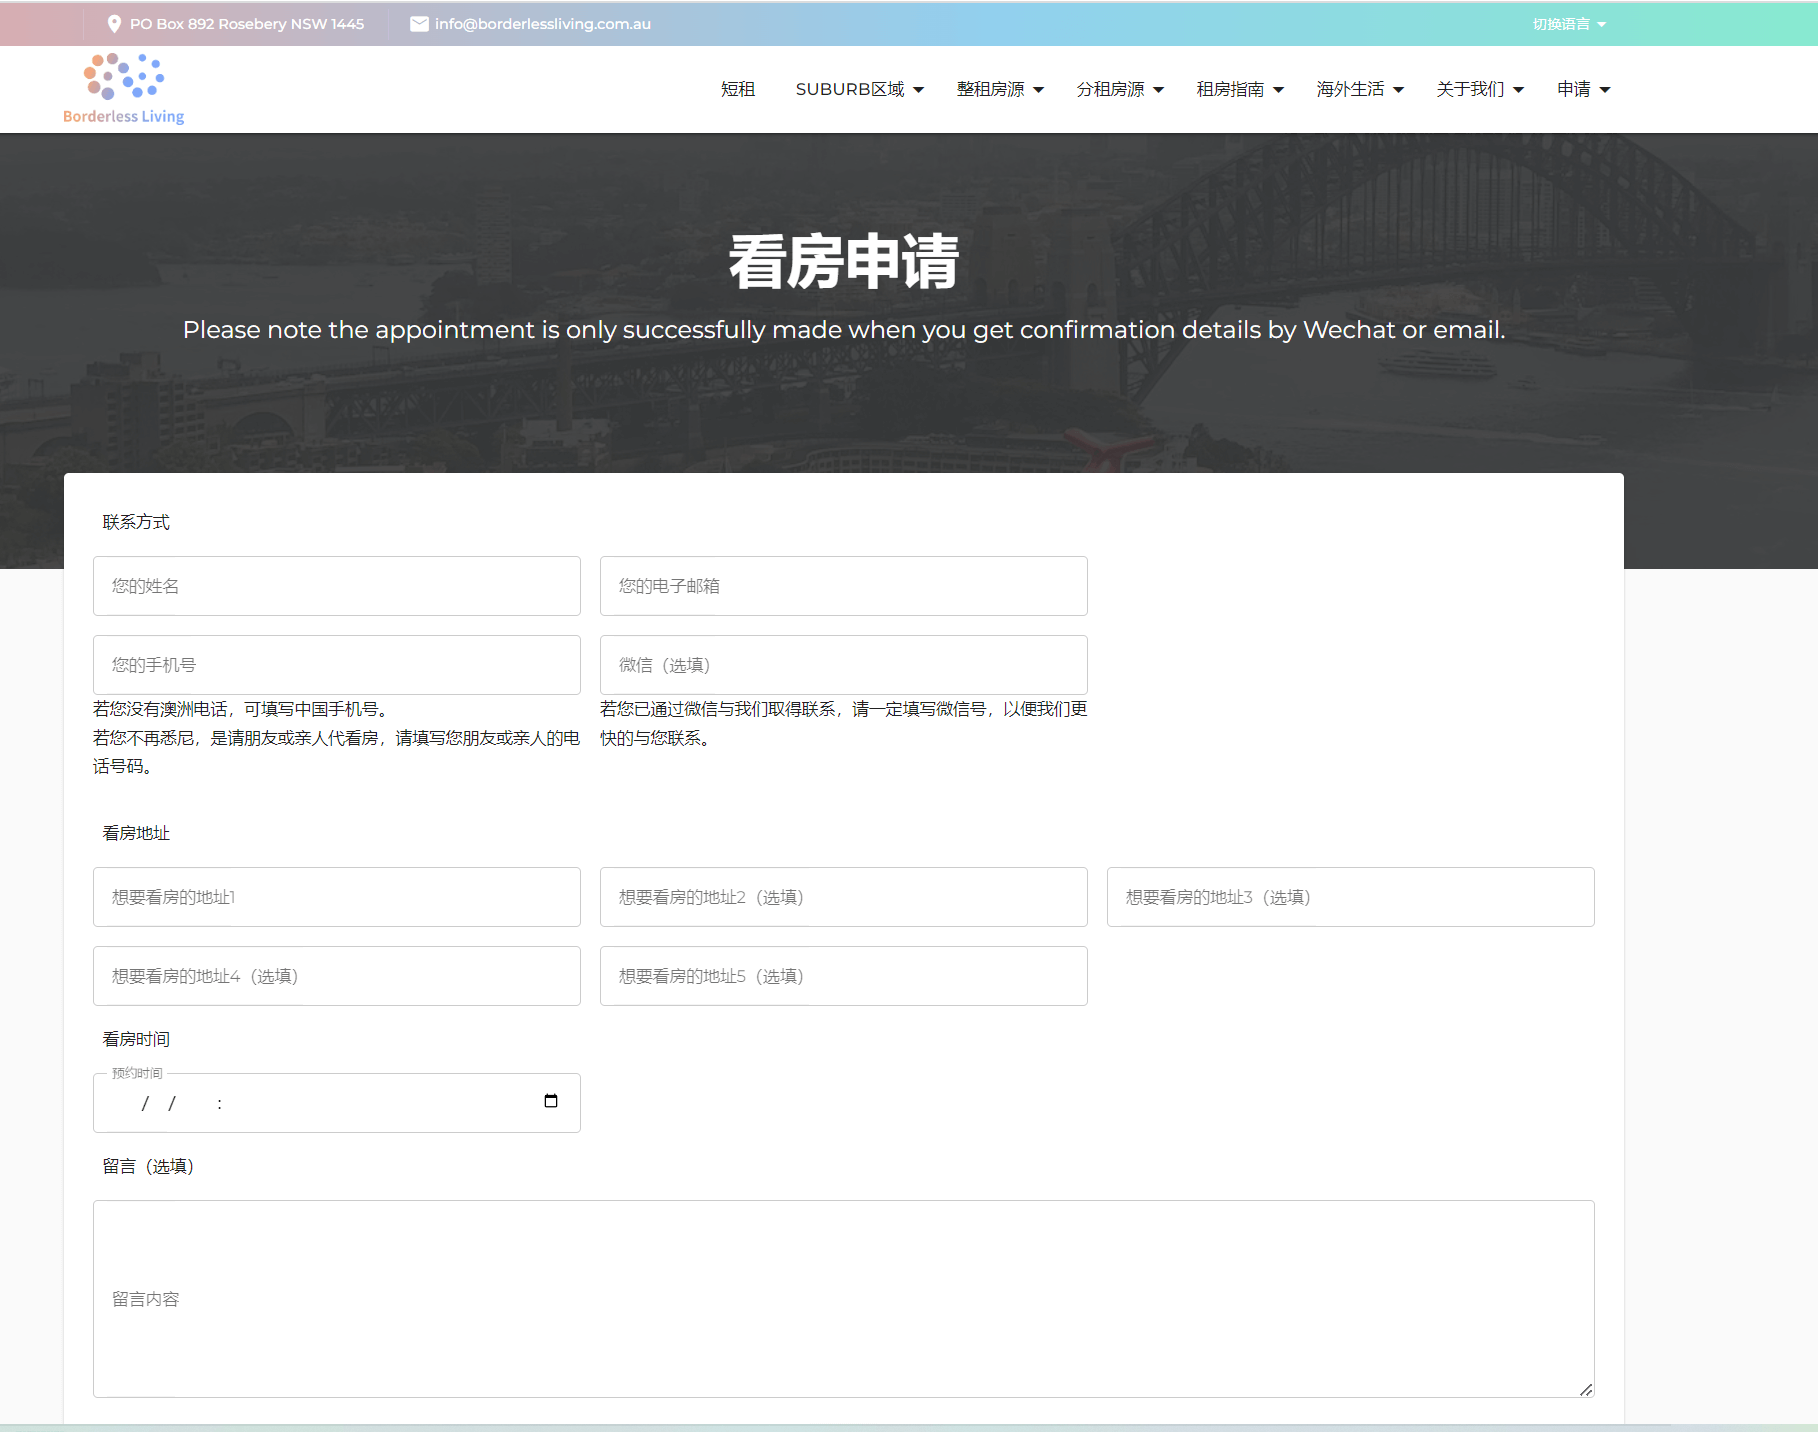 PO Box 892 Rosebery NSW 1445
info@borderlessliving.com.au
切换语言
Borderless Living
短租
SUBURB区域
整租房源
分租房源
租房指南
海外生活
关于我们
申请
看房申请
Please note the appointment is only successfully made when you get confirmation details by Wechat or email.
联系方式
您的姓名
您的电子邮箱
您的手机号
微信（选填）
若您没有澳洲电话，可填写中国手机号。
若您不再悉尼，是请朋友或亲人代看房，请填写您朋友或亲人的电
话号码。
若您已通过微信与我们取得联系，请一定填写微信号，以便我们更
快的与您联系。
看房地址
想要看房的地址1
想要看房的地址2（选填）
想要看房的地址3（选填）
想要看房的地址4（选填）
想要看房的地址5（选填）
看房时间
预约时间
/ / :
留言（选填）
留言内容